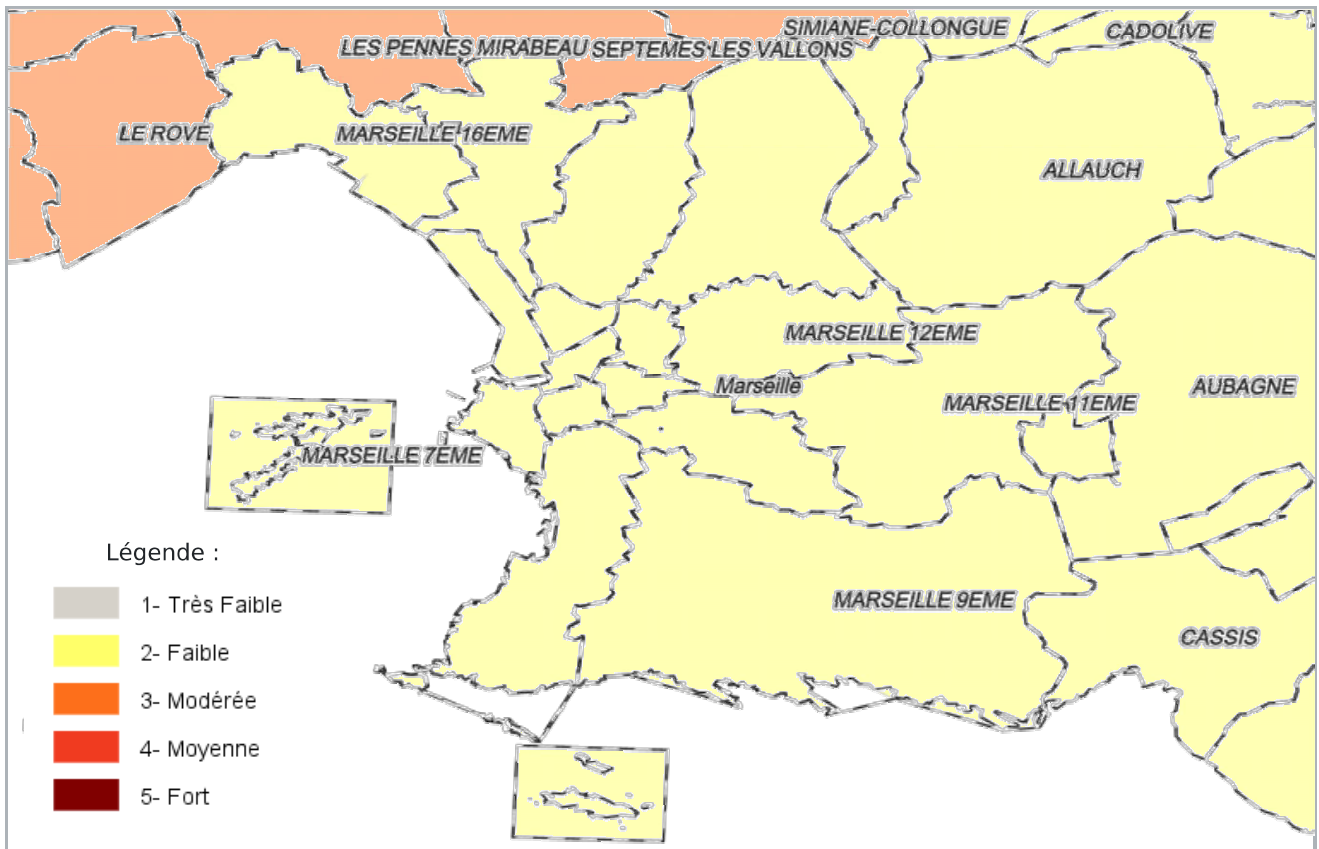 SIMIANE-COLLONGUE
CADOLIVE
LES PENNES MIRABEAU
SEPTEMES LES VALLONS
LE ROVE
MARSEILLE 16EME
ALLAUCH
MARSEILLE 12EME
Marseille
AUBAGNE
MARSEILLE 11EME
MARSEILLE 7EME
Légende :
1- Très Faible
2- Faible
3- Modérée
4- Moyenne
5- Fort
MARSEILLE 9EME
CASSIS